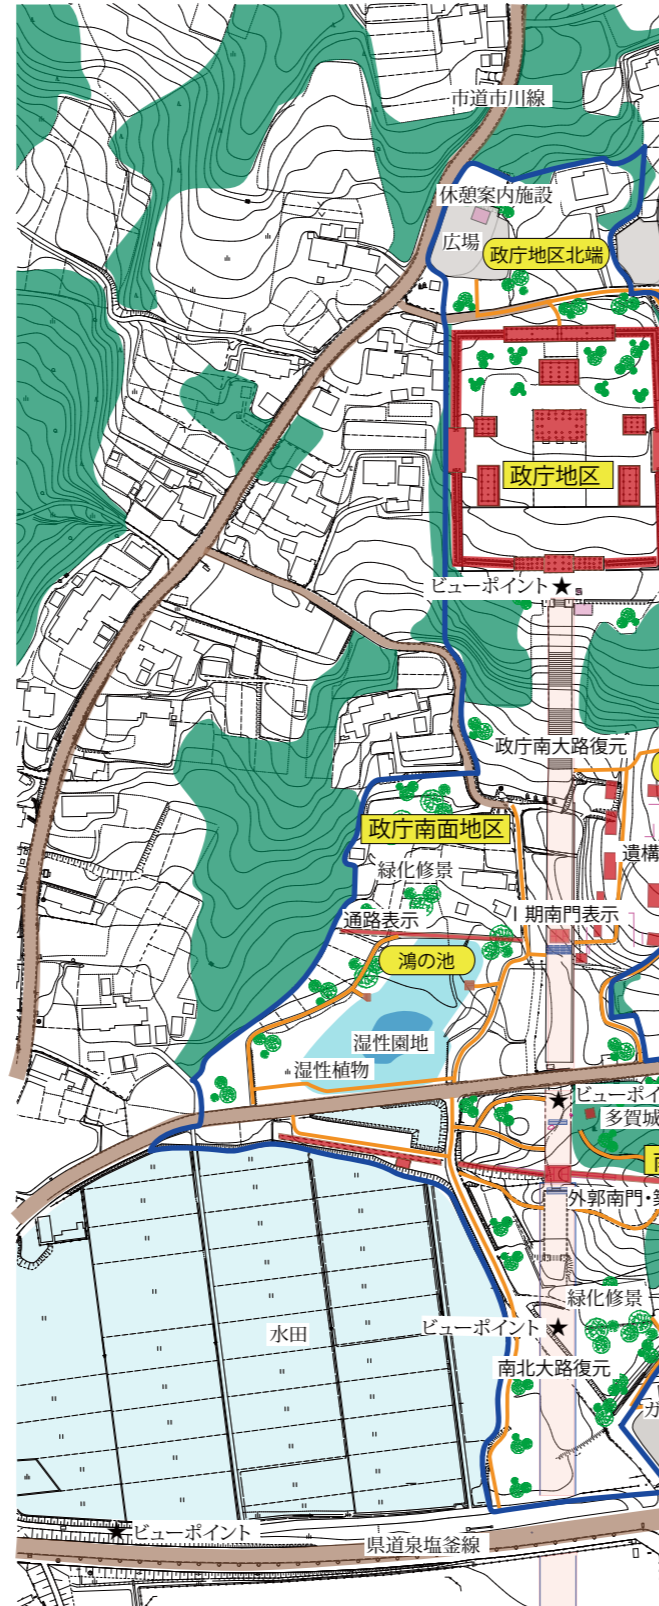 市道市川線
休憩案内施設
広場
政庁地区北端
政庁地区
ビューポイント★
政庁南大路復元
政庁南面地区
遺構
緑化修景
通路表示
Ⅰ期南門表示
鴻の池
湿性園地
湿性植物
★ビューポイ
多賀城
外郭南門・
緑化修景
ビューポイント★
水田
南北大路復元
ガ
★ビューポイント
県道泉塩釜線